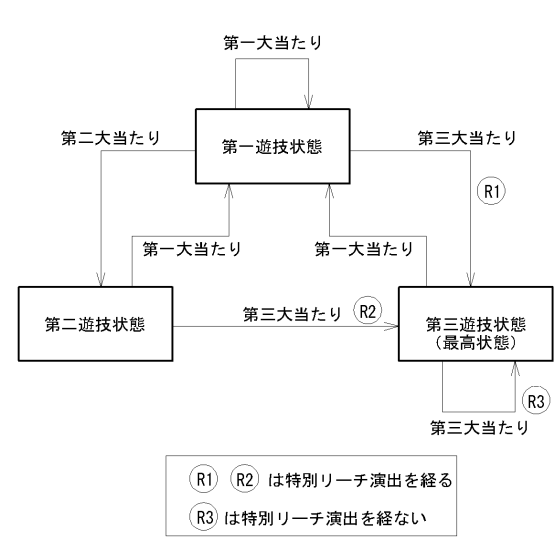 第一大当たり
第二大当たり
第一遊技状態
第三大当たり
R1
第一大当たり
第一大当たり
第二遊技状態
第三大当たり R2
第三遊技状態
（最高状態）
R3
第三大当たり
R1 R2 は特別リーチ演出を経る
R3 は特別リーチ演出を経ない